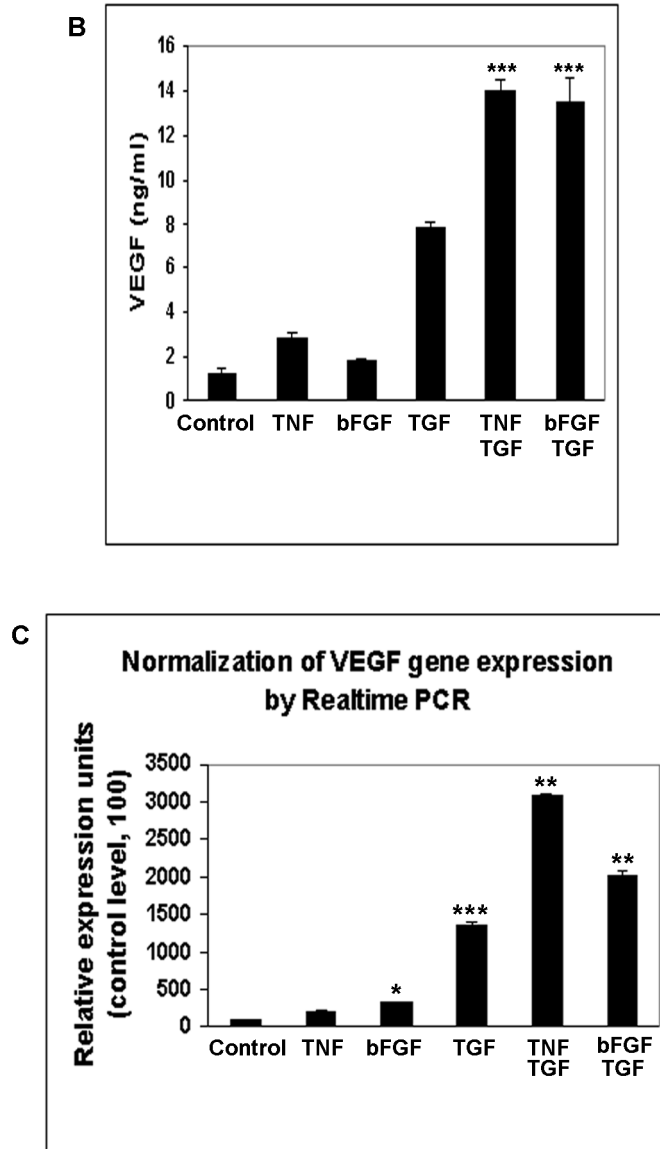 B
16
14
12
10
8
6
4
2
0
VEGF (ng/ml)
*** ***
Control TNF bFGF TGF TNF bFGF
TGF TGF
C
Normalization of VEGF gene expression
by Realtime PCR
Relative expression units
(control level, 100)
3500
3000
2500
2000
1500
1000
500
0
*
***
**
**
Control TNF bFGF TGF TNF bFGF
TGF TGF